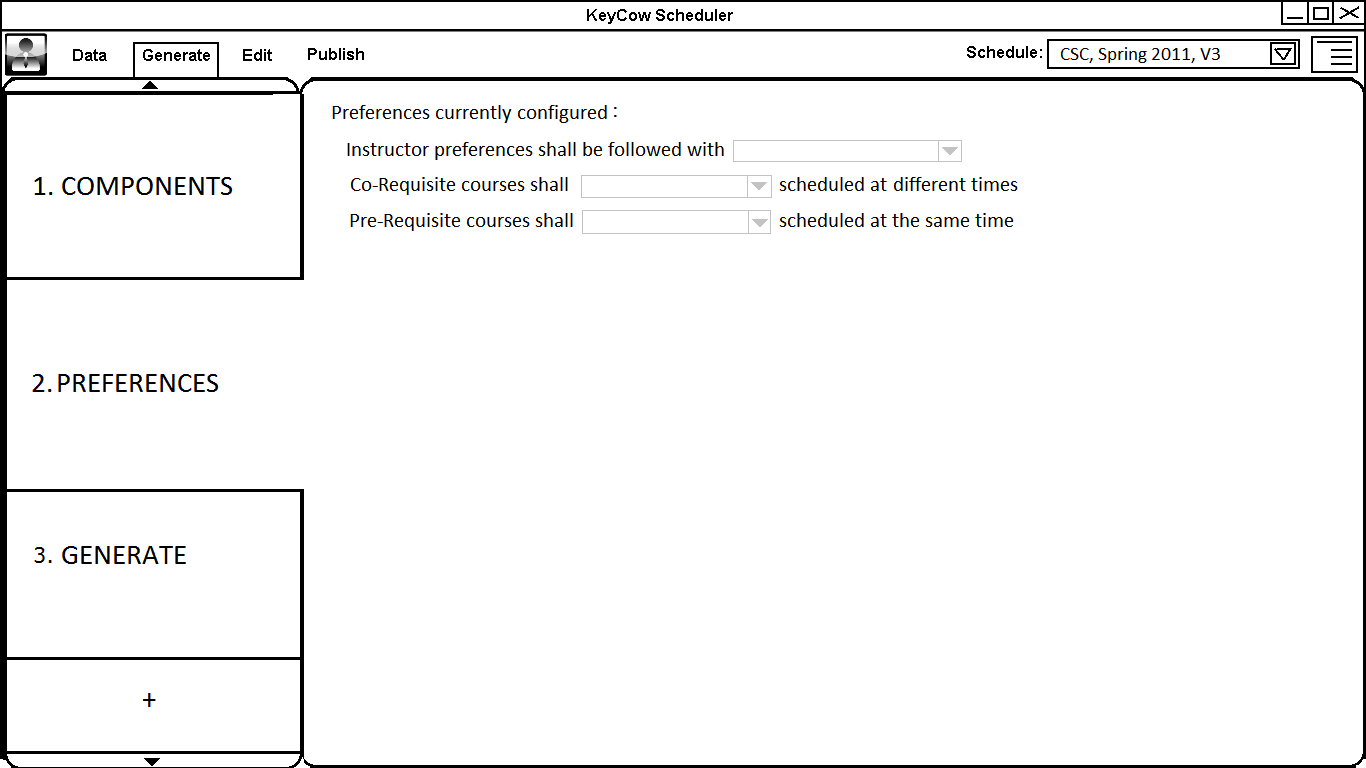 KeyCow Scheduler
Data Generate Edit Publish Schedule: CSC, Spring 2011, V3
Preferences currently configured :
Instructor preferences shall be followed with
Co-Requisite courses shall scheduled at different times
Pre-Requisite courses shall scheduled at the same time
1. COMPONENTS
2. PREFERENCES
3. GENERATE
+